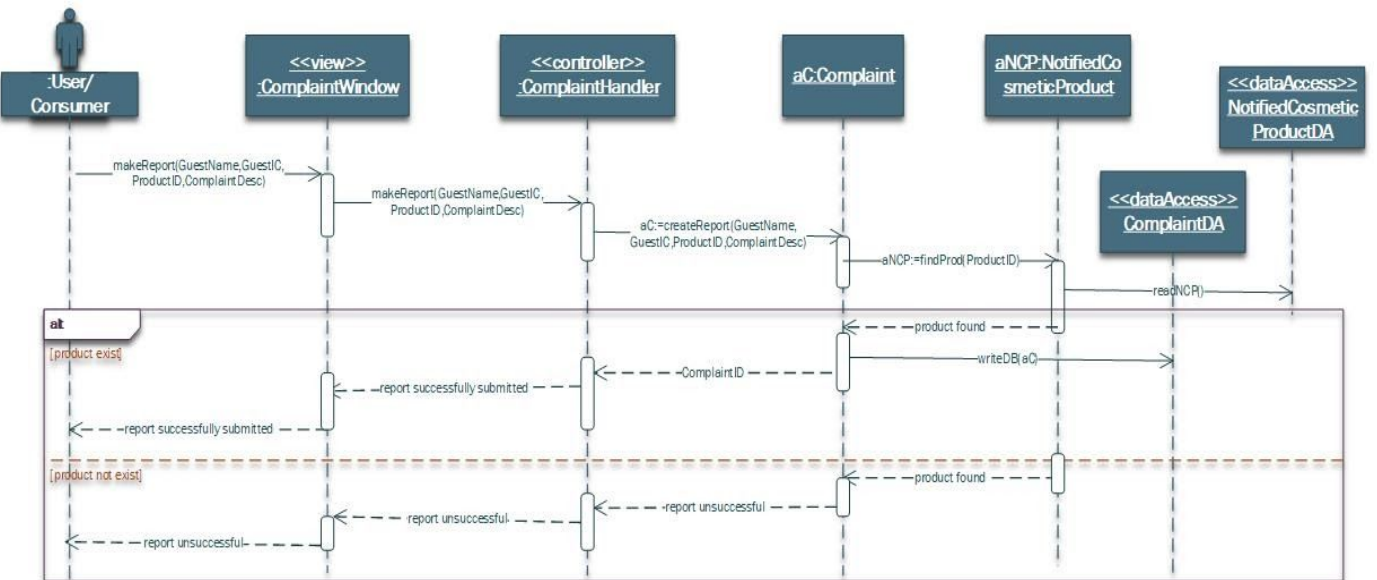 :User/
Consumer
<<view>>
:ComplaintWindow
<<controller>>
:ComplaintHandler
aC:Complaint
aNCP:NotifiedCo
smeticProduct
<<dataAccess>>
NotifiedCosmetic
ProductDA
<<dataAccess>>
ComplaintDA
makeReport(GuestName,GuestIC,
ProductID,ComplaintDesc)
makeReport(GuestName,GuestIC,
ProductID,ComplaintDesc)
aC:=createReport(GuestName,
GuestIC,ProductID,ComplaintDesc)
aNCP:=findProd(ProductID)
readNCP()
alt
[product exist]
product found
writeDB(aC)
ComplaintID
report successfully submitted
report successfully submitted
[product not exist]
product found
report unsuccessful
report unsuccessful
report unsuccessful